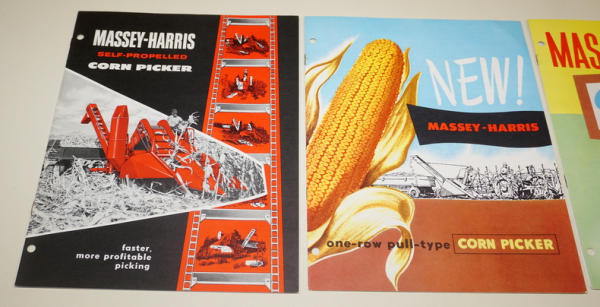 MASSEY-HARRIS
SELF-PROPELLED
CORN PICKER
faster,
more profitable
picking
NEW!
MASSEY-HARRIS
one-row pull-type CORN PICKER
MAS